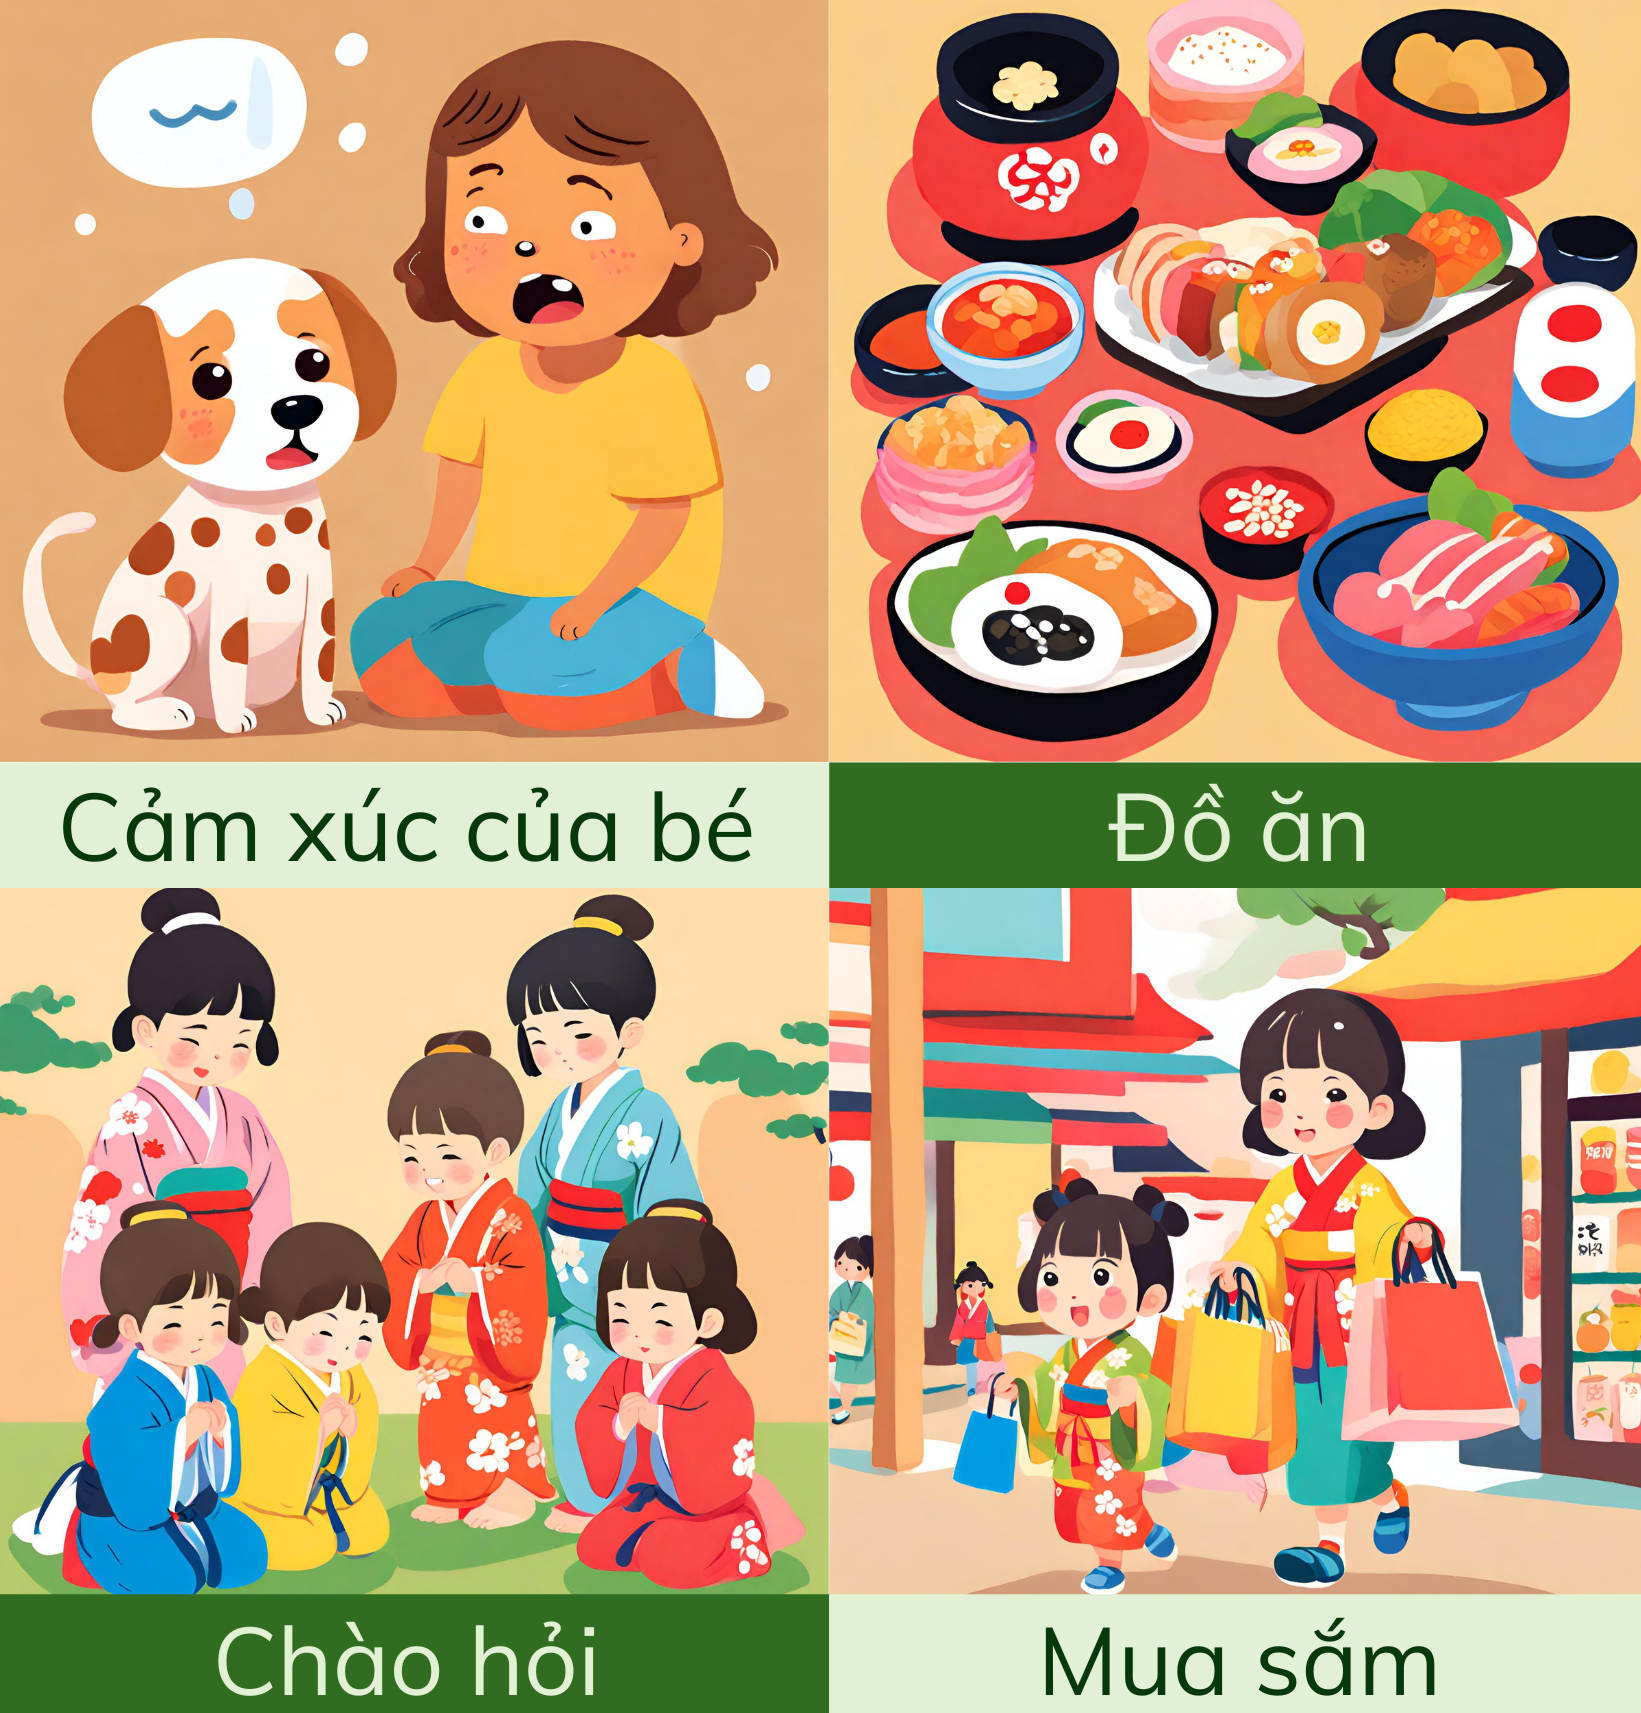 Cảm xúc của bé
Đồ ăn
Chào hỏi
Mua sắm